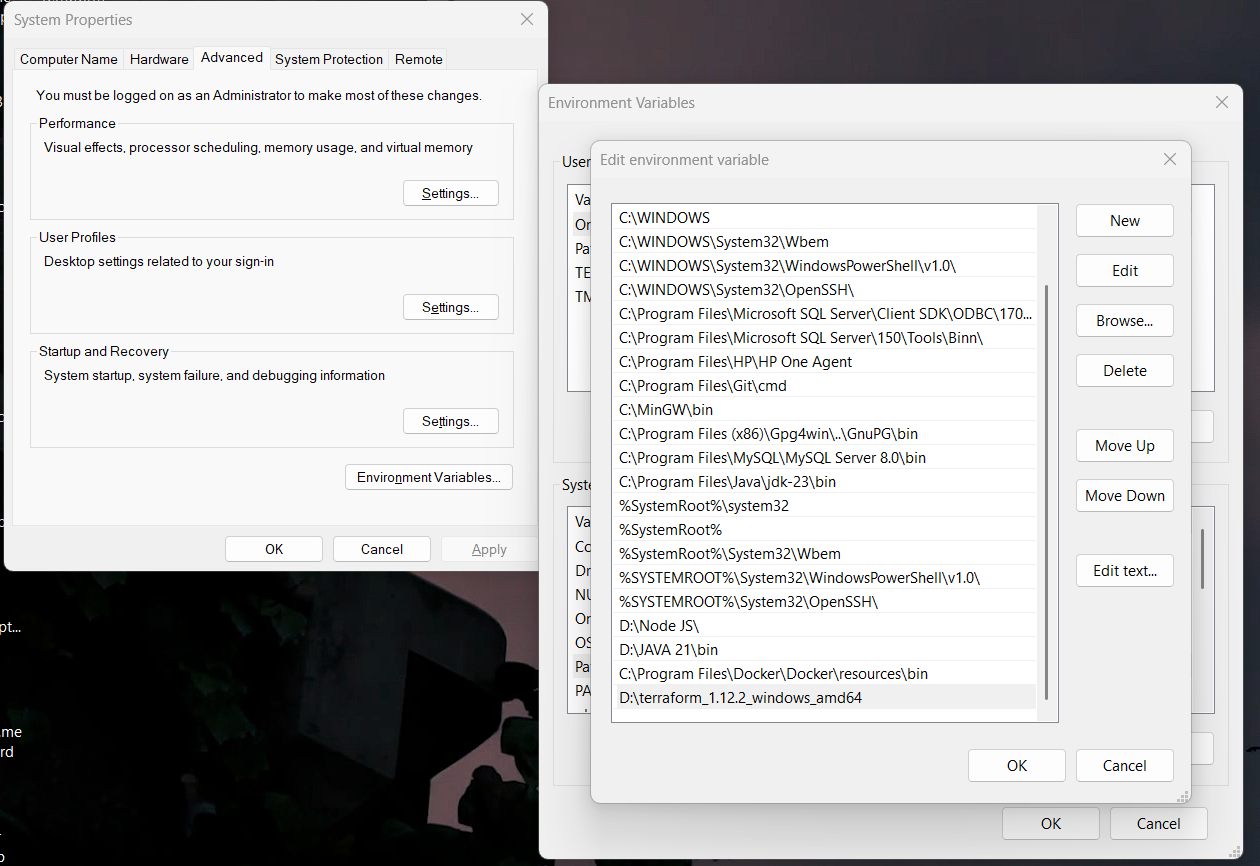 System Properties
Computer Name
Hardware
Advanced
System Protection
Remote
You must be logged on as an Administrator to make most of these changes.
Performance
Visual effects, processor scheduling, memory usage, and virtual memory
Settings...
User Profiles
Desktop settings related to your sign-in
Settings...
Startup and Recovery
System startup, system failure, and debugging information
Settings...
Environment Variables...
OK
Cancel
Apply
Environment Variables
User
Va
Or
Pa
TE
TM
Syste
Va
Co
Dr
NU
Or
OS
Pa
PA
Edit environment variable
C:\WINDOWS
C:\WINDOWS\System32\Wbem
C:\WINDOWS\System32\WindowsPowerShell\v1.0\
C:\WINDOWS\System32\OpenSSH\
C:\Program Files\Microsoft SQL Server\Client SDK\ODBC\170...
C:\Program Files\Microsoft SQL Server\150\Tools\Binn\
C:\Program Files\HP\HP One Agent
C:\Program Files\Git\cmd
C:\MinGW\bin
C:\Program Files (x86)\Gpg4win\..\GnuPG\bin
C:\Program Files\MySQL\MySQL Server 8.0\bin
C:\Program Files\Java\jdk-23\bin
%SystemRoot%\system32
%SystemRoot%
%SystemRoot%\System32\Wbem
%SYSTEMROOT%\System32\WindowsPowerShell\v1.0\
%SYSTEMROOT%\System32\OpenSSH\
D:\Node JS\
D:\JAVA 21\bin
C:\Program Files\Docker\Docker\resources\bin
D:\terraform_1.12.2_windows_amd64
New
Edit
Browse...
Delete
Move Up
Move Down
Edit text...
OK
Cancel
OK
Cancel
pt...
me
rd